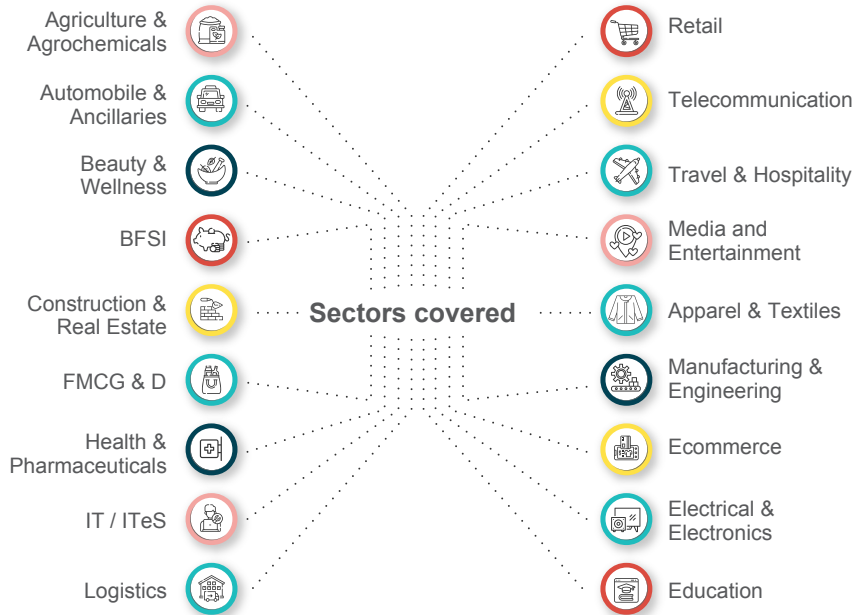 Agriculture &
Agrochemicals
Automobile &
Ancillaries
Beauty &
Wellness
BFSI
Construction &
Real Estate
FMCG & D
Health &
Pharmaceuticals
IT / ITeS
Logistics
Sectors covered
Retail
Telecommunication
Travel & Hospitality
Media and
Entertainment
Apparel & Textiles
Manufacturing &
Engineering
Ecommerce
Electrical &
Electronics
Education